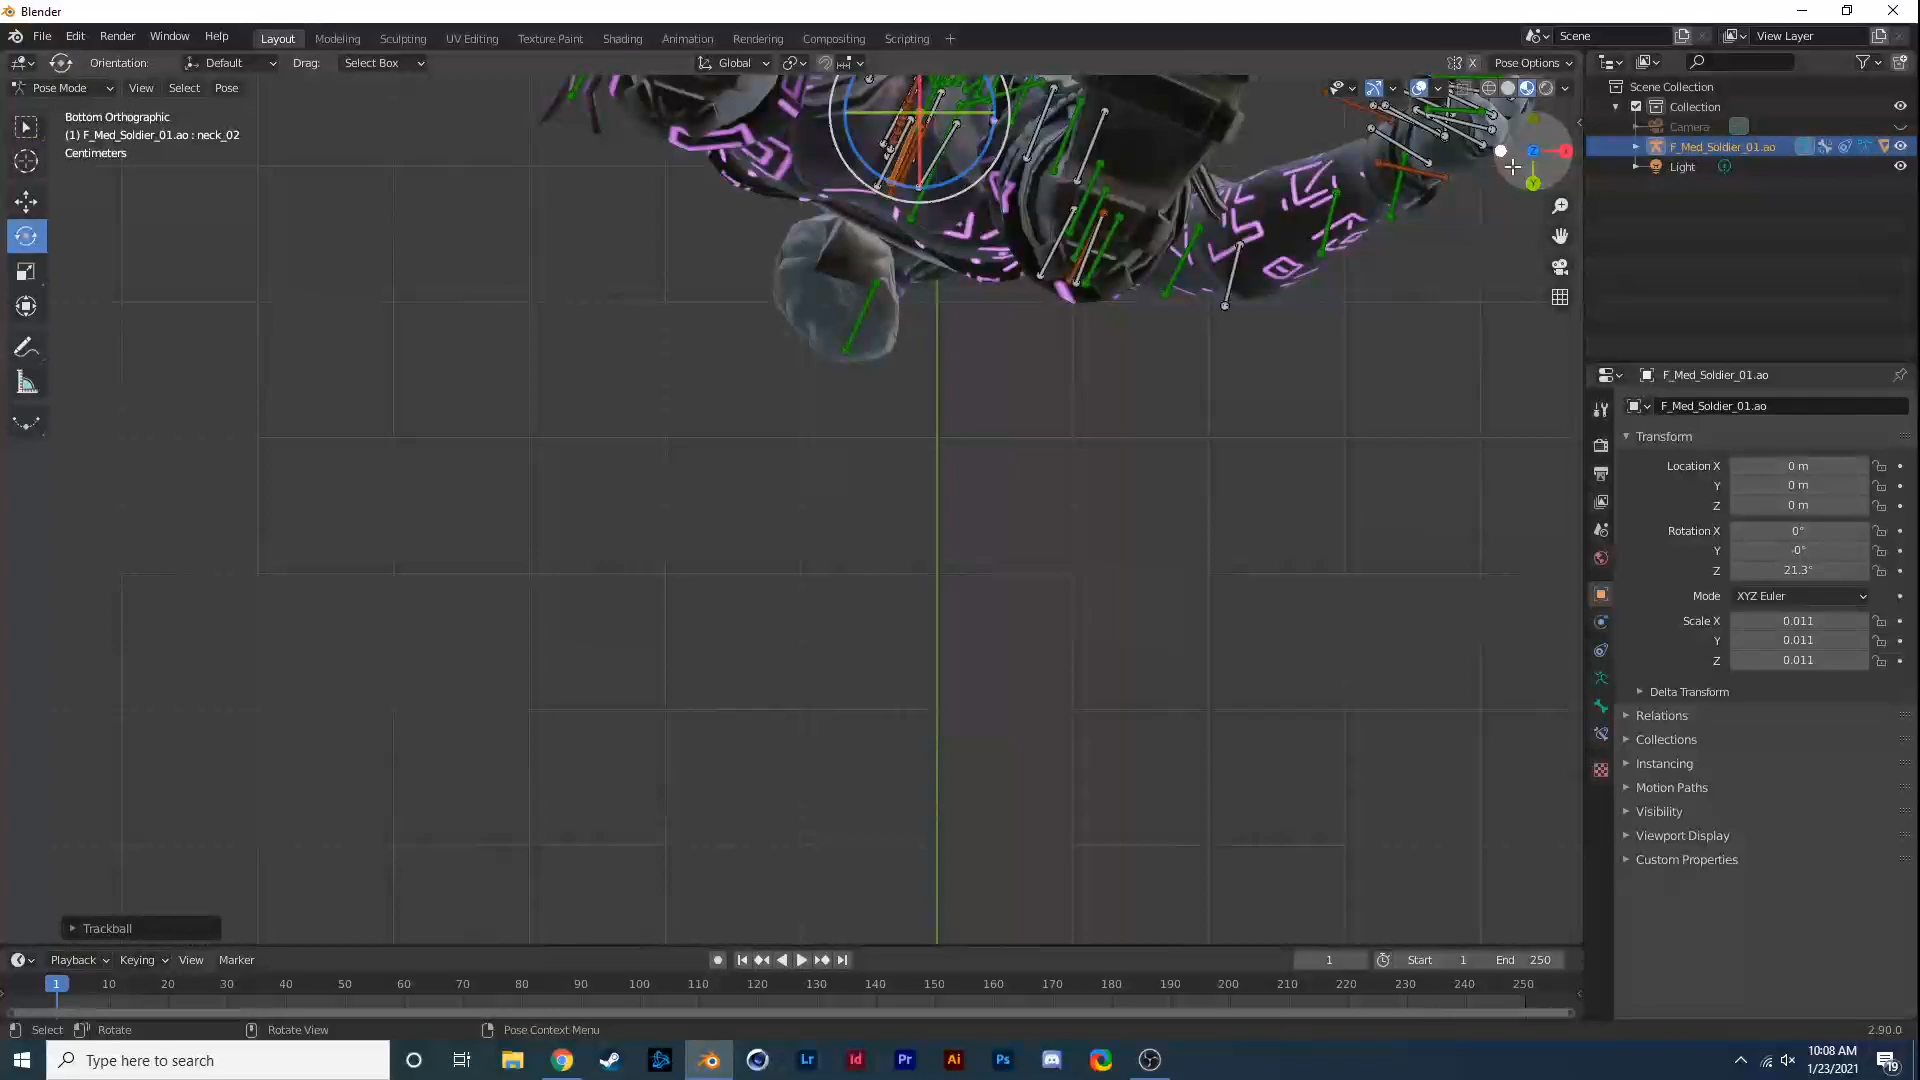 Blender
File Edit Render Window Help
Layout Modeling Sculpting UV Editing Texture Paint Shading Animation Rendering Compositing Scripting +
Scene
View Layer
Orientation: Default Drag: Select Box
Global
Pose Options
Pose Mode View Select Pose
Bottom Orthographic
(1) F_Med_Soldier_01.ao : neck_02
Centimeters
X
Y
Z
Scene Collection
Collection
Camera
F_Med_Soldier_01.ao
Light
F_Med_Soldier_01.ao
F_Med_Soldier_01.ao
Transform
Location X 0 m
Y 0 m
Z 0 m
Rotation X 0°
Y -0°
Z 21.3°
Mode XYZ Euler
Scale X 0.011
Y 0.011
Z 0.011
Delta Transform
Relations
Collections
Instancing
Motion Paths
Visibility
Viewport Display
Custom Properties
Trackball
Playback Keying View Marker
1 Start 1 End 250
1 10 20 30 40 50 60 70 80 90 100 110 120 130 140 150 160 170 180 190 200 210 220 230 240 250
Select Rotate Rotate View Pose Context Menu 2.90.0
Type here to search
Lr Id Pr Ai Ps
10:08 AM
1/23/2021
19